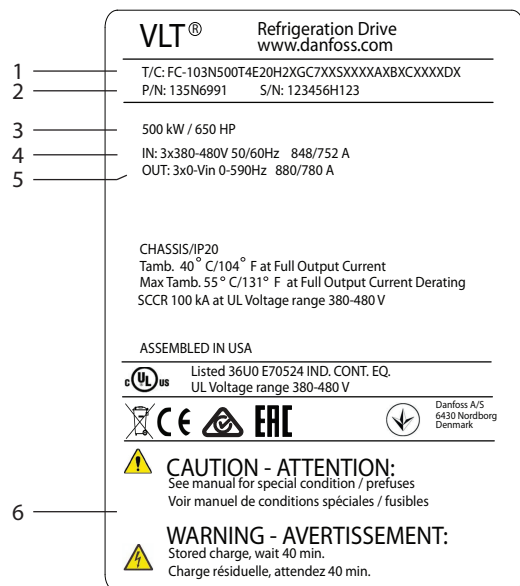 VLT® Refrigeration Drive
www.danfoss.com
1 T/C: FC-103N500T4E20H2XGC7XXSXXXXAXBXCXXXXDX
2 P/N: 135N6991 S/N: 123456H123
3 500 kW / 650 HP
4 IN: 3x380-480V 50/60Hz 848/752 A
5 OUT: 3x0-Vin 0-590Hz 880/780 A
CHASSIS/IP20
Tamb. 40° C/104° F at Full Output Current
Max Tamb. 55° C/131° F at Full Output Current Derating
SCCR 100 kA at UL Voltage range 380-480 V
ASSEMBLED IN USA
c UL us Listed 36U0 E70524 IND. CONT. EQ.
UL Voltage range 380-480 V
CE EAC
Danfoss A/S
6430 Nordborg
Denmark
CAUTION - ATTENTION:
See manual for special condition / prefuses
Voir manuel de conditions spéciales / fusibles
6
WARNING - AVERTISSEMENT:
Stored charge, wait 40 min.
Charge résiduelle, attendez 40 min.